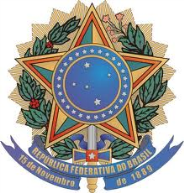 REPÚBLICA FEDERATIVA DO BRASIL
15 de Novembro de 1889